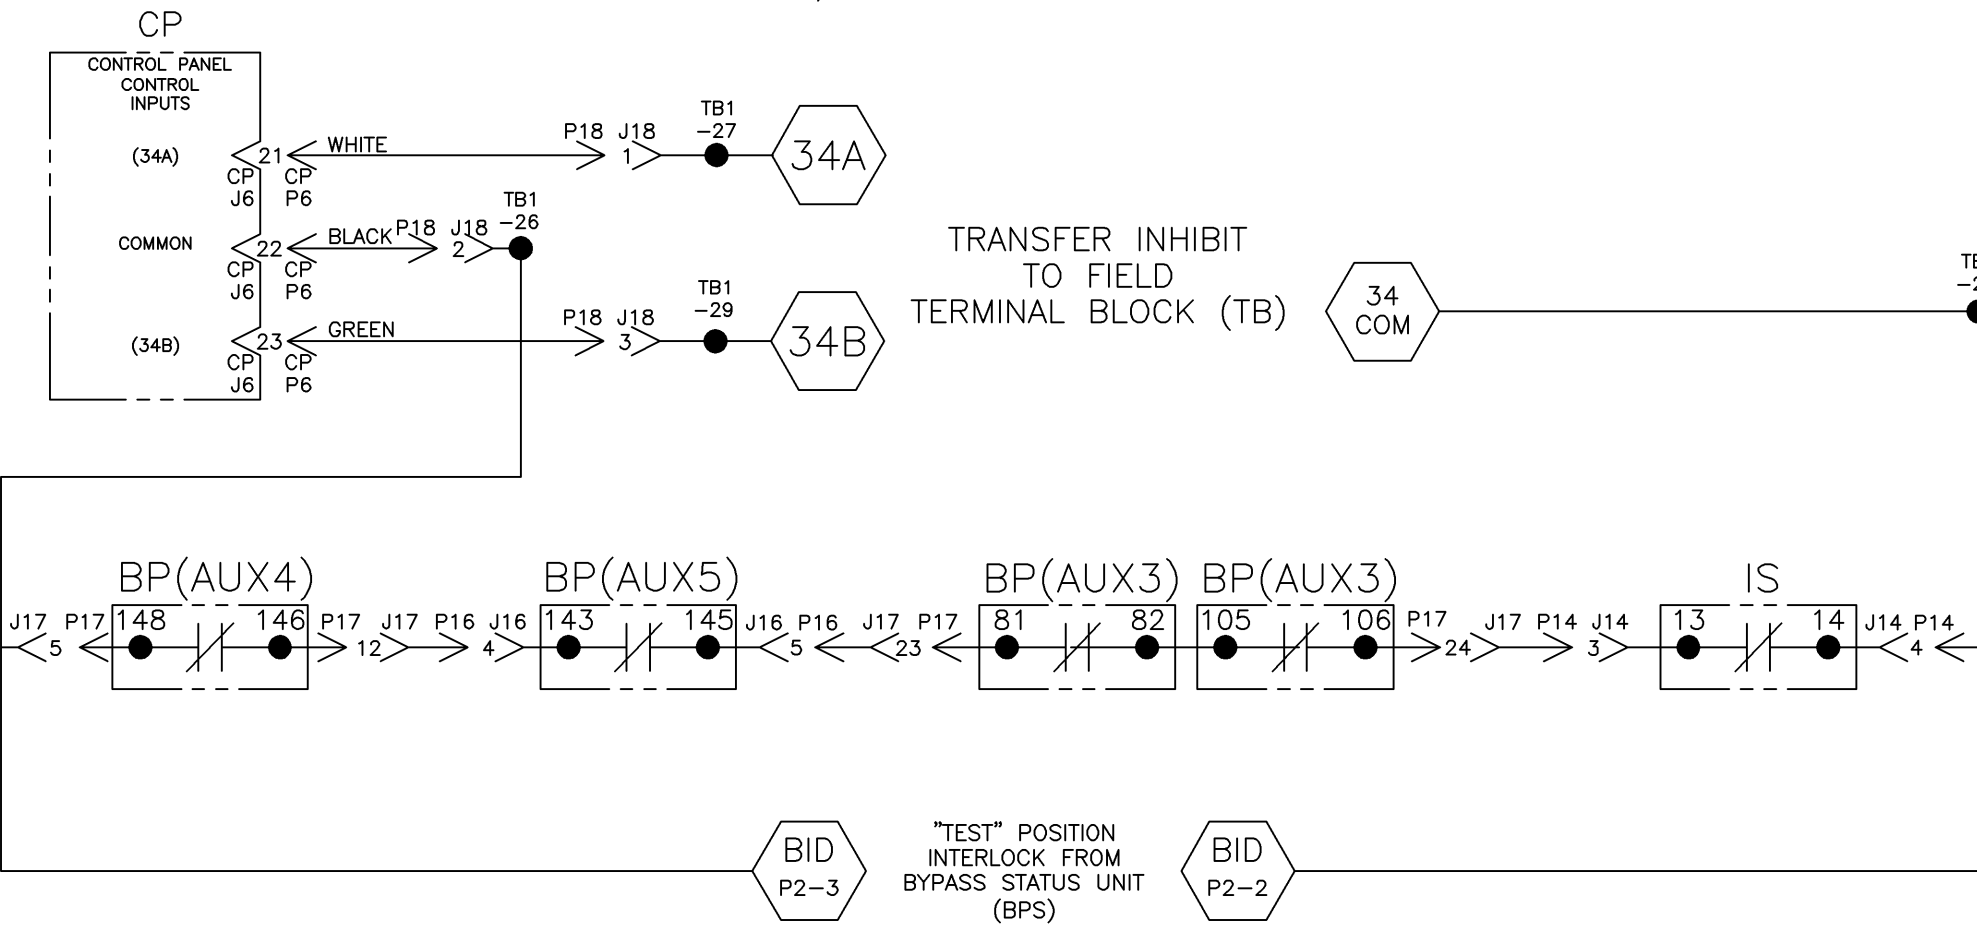 CP
CONTROL PANEL
CONTROL
INPUTS
(34A)
21
WHITE
P18
J18
1
TB1
-27
34A
CP
J6
CP
P6
COMMON
22
BLACK
P18
J18
2
TB1
-26
CP
J6
CP
P6
(34B)
23
GREEN
P18
J18
3
TB1
-29
34B
CP
J6
CP
P6
TRANSFER INHIBIT
TO FIELD
TERMINAL BLOCK (TB)
34
COM
BP(AUX4)
BP(AUX5)
BP(AUX3)
BP(AUX3)
IS
J17
5
P17
148
146
P17
12
J17
P16
J16
4
143
145
J16
5
P16
J17
23
P17
81
82
105
106
P17
24
J17
P14
J14
3
13
14
J14
4
P14
BID
P2-3
"TEST" POSITION
INTERLOCK FROM
BYPASS STATUS UNIT
(BPS)
BID
P2-2